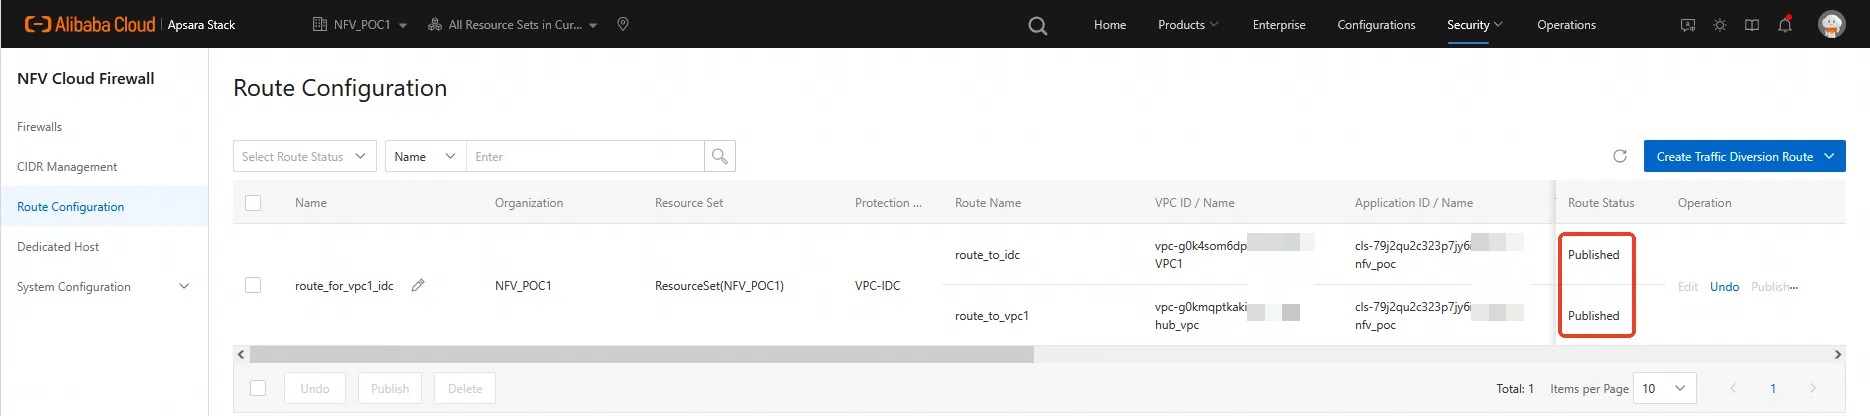 Alibaba Cloud | Apsara Stack NFV_POC1 All Resource Sets in Cur... Home Products Enterprise Configurations Security Operations
NFV Cloud Firewall
Firewalls
CIDR Management
Route Configuration
Dedicated Host
System Configuration
Route Configuration
Select Route Status Name Enter Create Traffic Diversion Route
Name Organization Resource Set Protection ... Route Name VPC ID / Name Application ID / Name Route Status Operation
route_for_vpc1_idc NFV_POC1 ResourceSet(NFV_POC1) VPC-IDC
route_to_idc vpc-g0k4som6dp cls-79j2qu2c323p7jy6 Published
VPC1 nfv_poc
Edit Undo Publish...
route_to_vpc1 vpc-g0kmqptkaki cls-79j2qu2c323p7jy6 Published
hub_vpc nfv_poc
Undo Publish Delete Total: 1 Items per Page 10 < 1 >